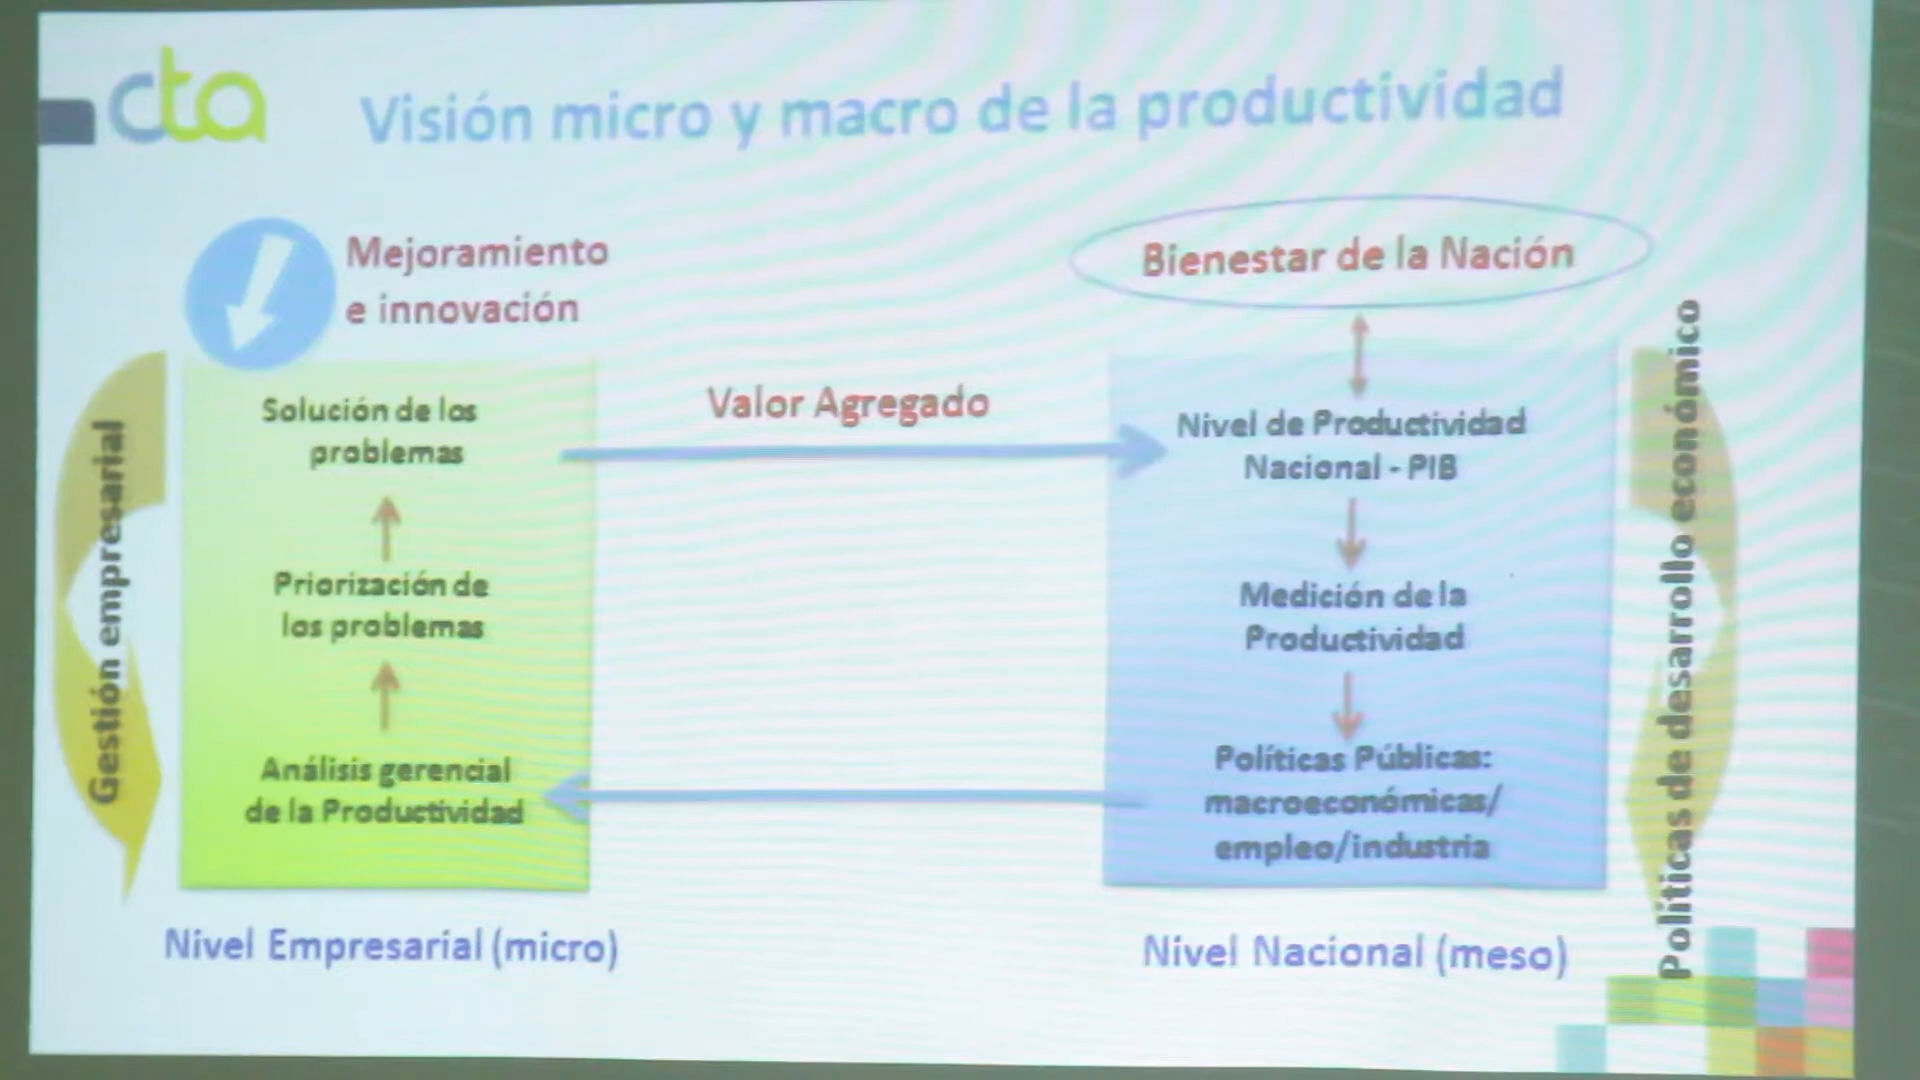 cta
Visión micro y macro de la productividad
Mejoramiento
e innovación
Bienestar de la Nación
Gestión empresarial
Solución de los
problemas
Priorización de
los problemas
Análisis gerencial
de la Productividad
Valor Agregado
Nivel de Productividad
Nacional - PIB
Medición de la
Productividad
Políticas Públicas:
macroeconómicas/
empleo/industria
Políticas de desarrollo económico
Nivel Empresarial (micro)
Nivel Nacional (meso)